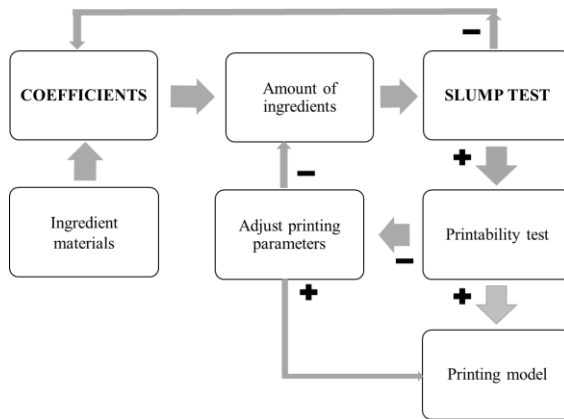 COEFFICIENTS
Amount of
ingredients
SLUMP TEST
Ingredient
materials
Adjust printing
parameters
Printability test
Printing model